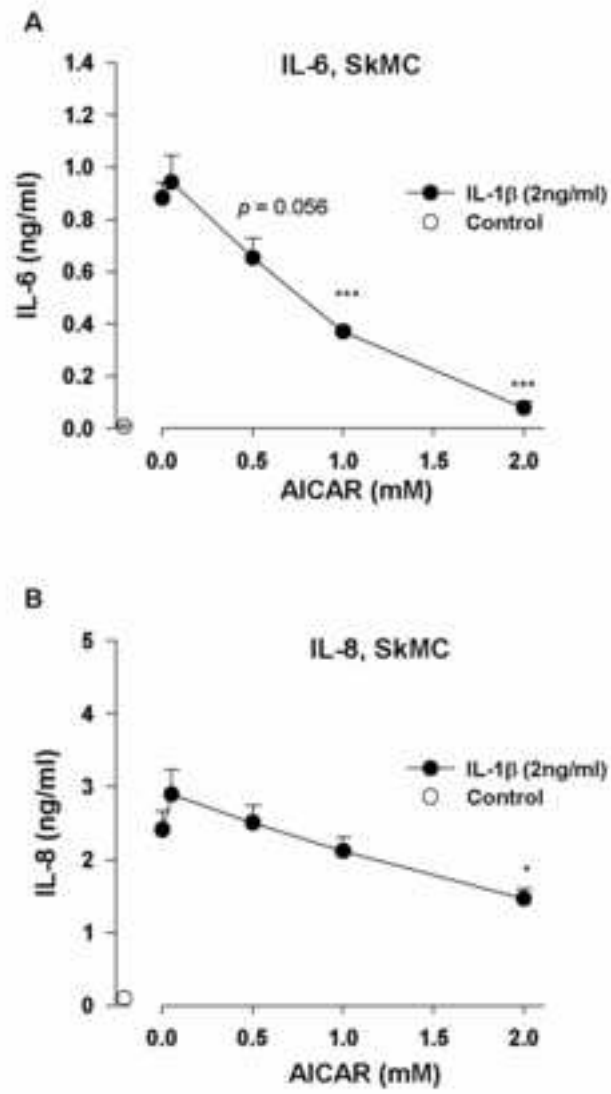 A
IL-6, SkMC
1.4
1.2
1.0
0.8
0.6
0.4
0.2
0.0
IL-6 (ng/ml)
IL-1β (2ng/ml)
Control
p = 0.056
***
***
0.0 0.5 1.0 1.5 2.0
AICAR (mM)
B
IL-8, SkMC
5
4
3
2
1
0
IL-8 (ng/ml)
IL-1β (2ng/ml)
Control
*
0.0 0.5 1.0 1.5 2.0
AICAR (mM)